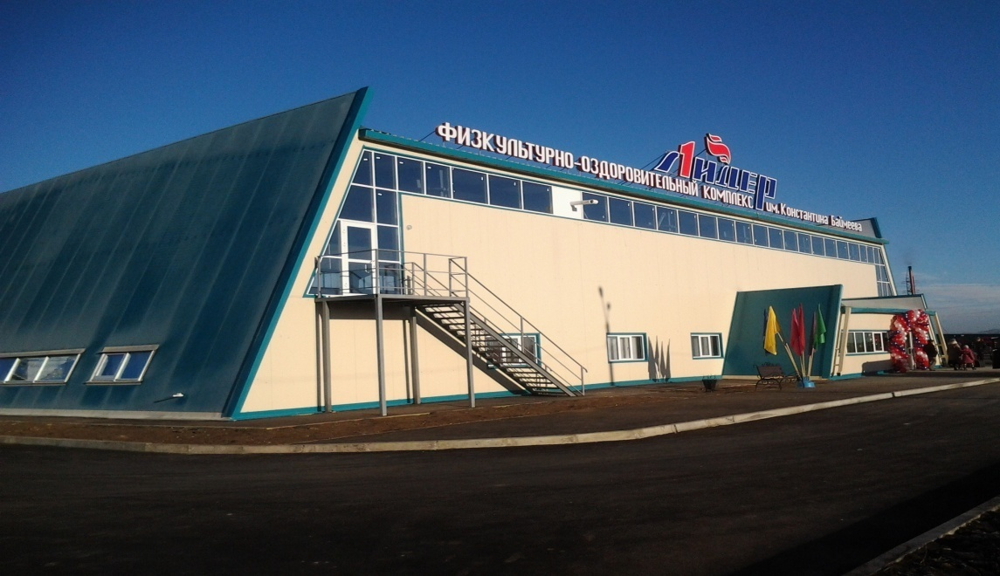 ФИЗКУЛЬТУРНО-ОЗДОРОВИТЕЛЬНЫЙ КОМПЛЕКС
ЛИДЕР
им. Константина Баймеева